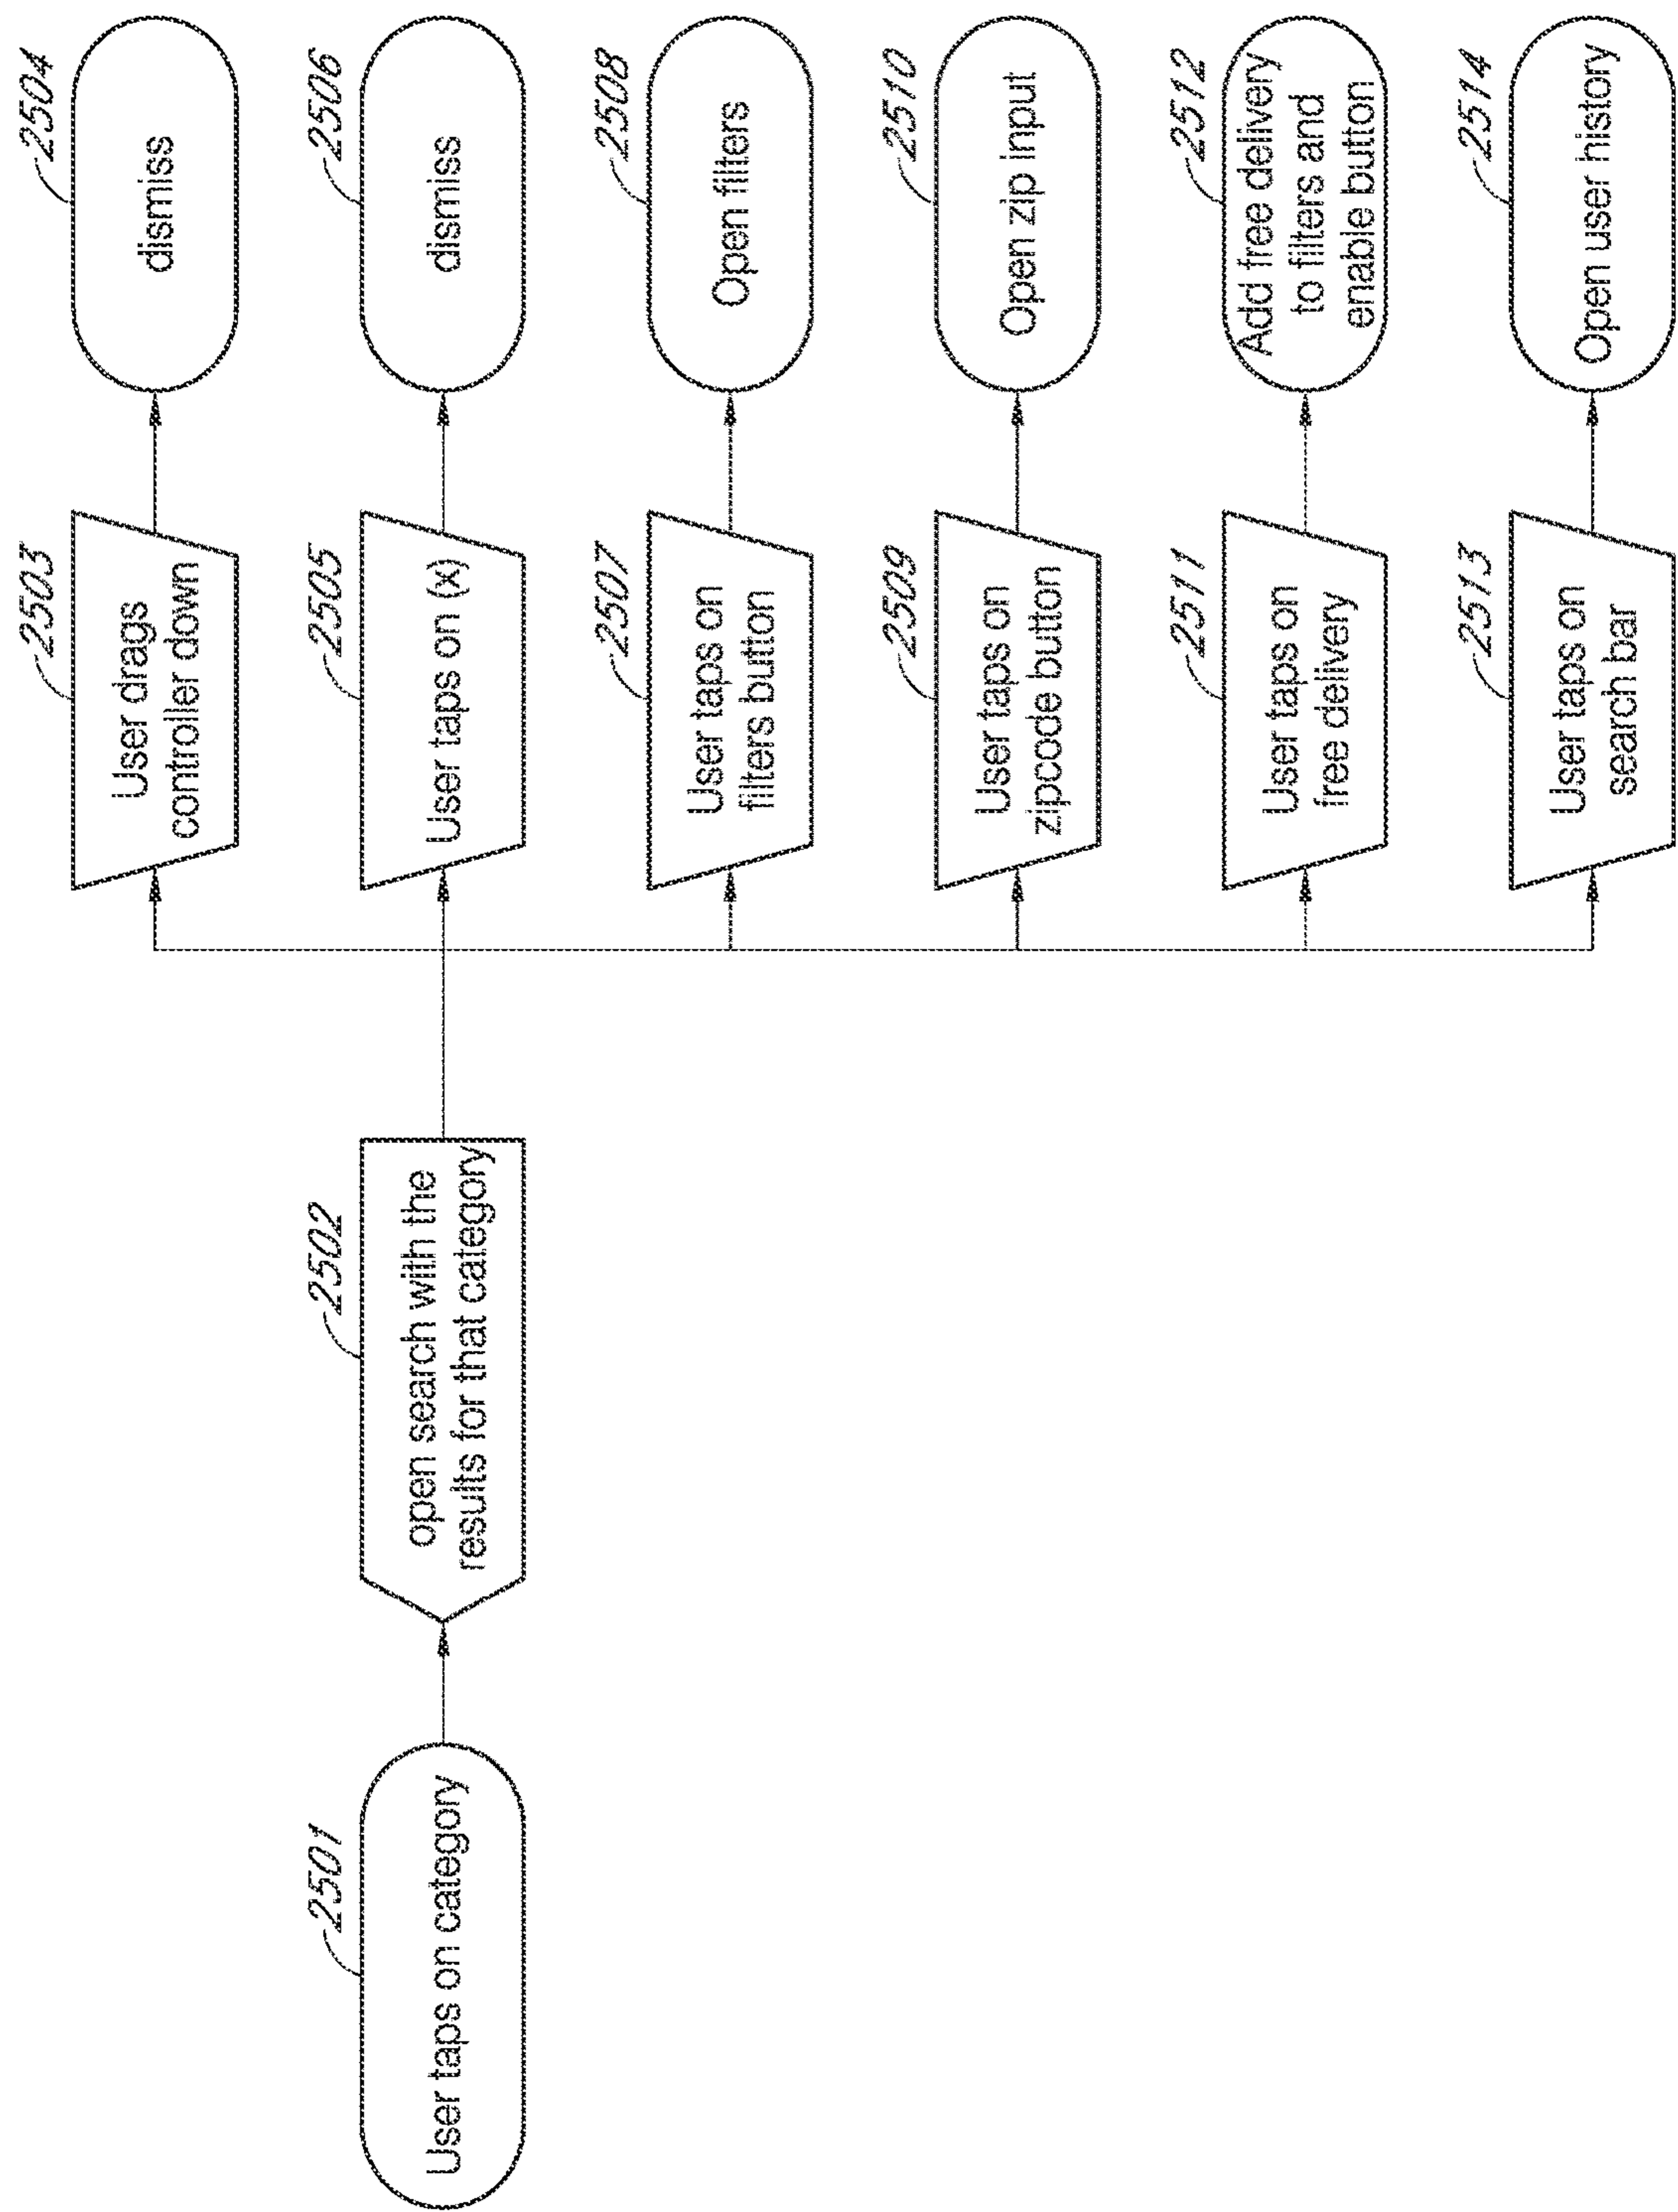 2501
User taps on category
2502
open search with the
results for that category
2503
User drags
controller down
2504
dismiss
2505
User taps on (x)
2506
dismiss
2507
User taps on
filters button
2508
Open filters
2509
User taps on
zipcode button
2510
Open zip input
2511
User taps on
free delivery
2512
Add free delivery
to filters and
enable button
2513
User taps on
search bar
2514
Open user history